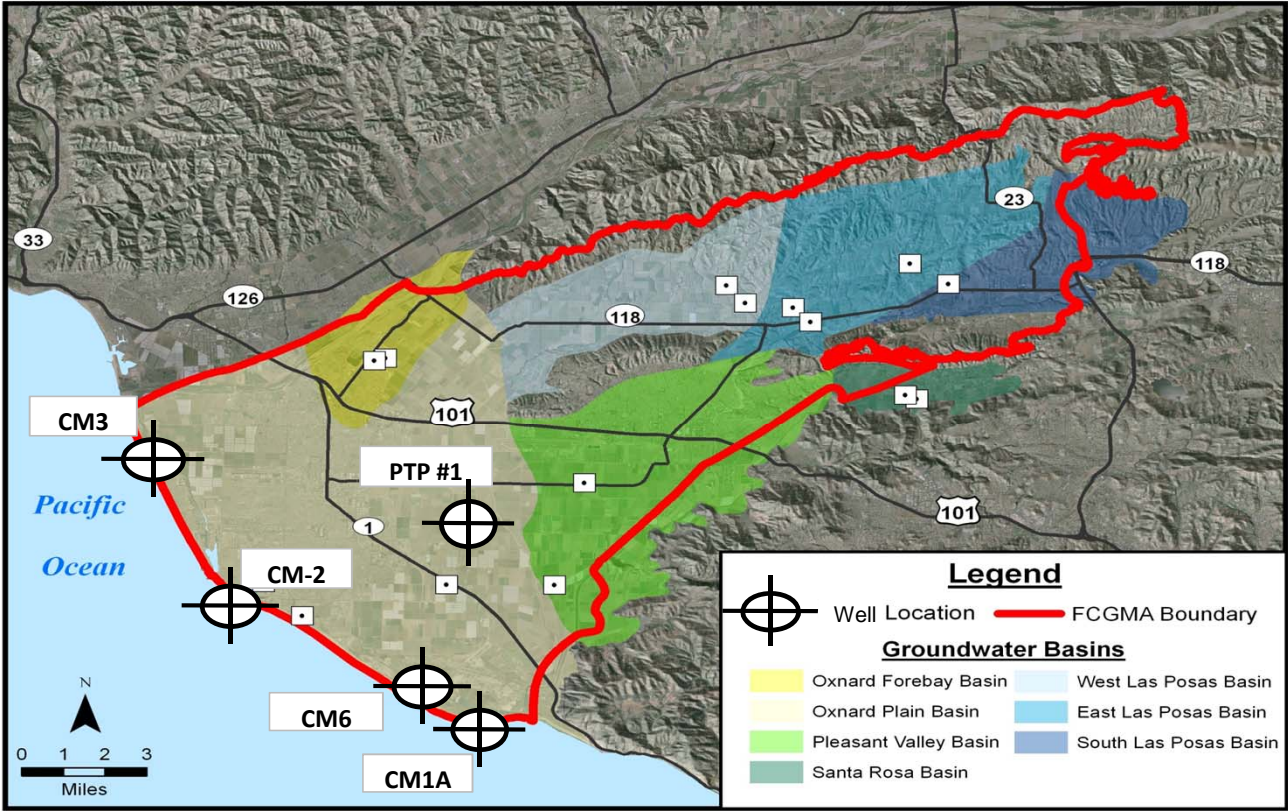 33
126
23
118
118
CM3
101
PTP #1
Pacific
Ocean
1
101
CM-2
CM6
CM1A
N
0 1 2 3
Miles
Legend
Well Location FCGMA Boundary
Groundwater Basins
Oxnard Forebay Basin West Las Posas Basin
Oxnard Plain Basin East Las Posas Basin
Pleasant Valley Basin South Las Posas Basin
Santa Rosa Basin